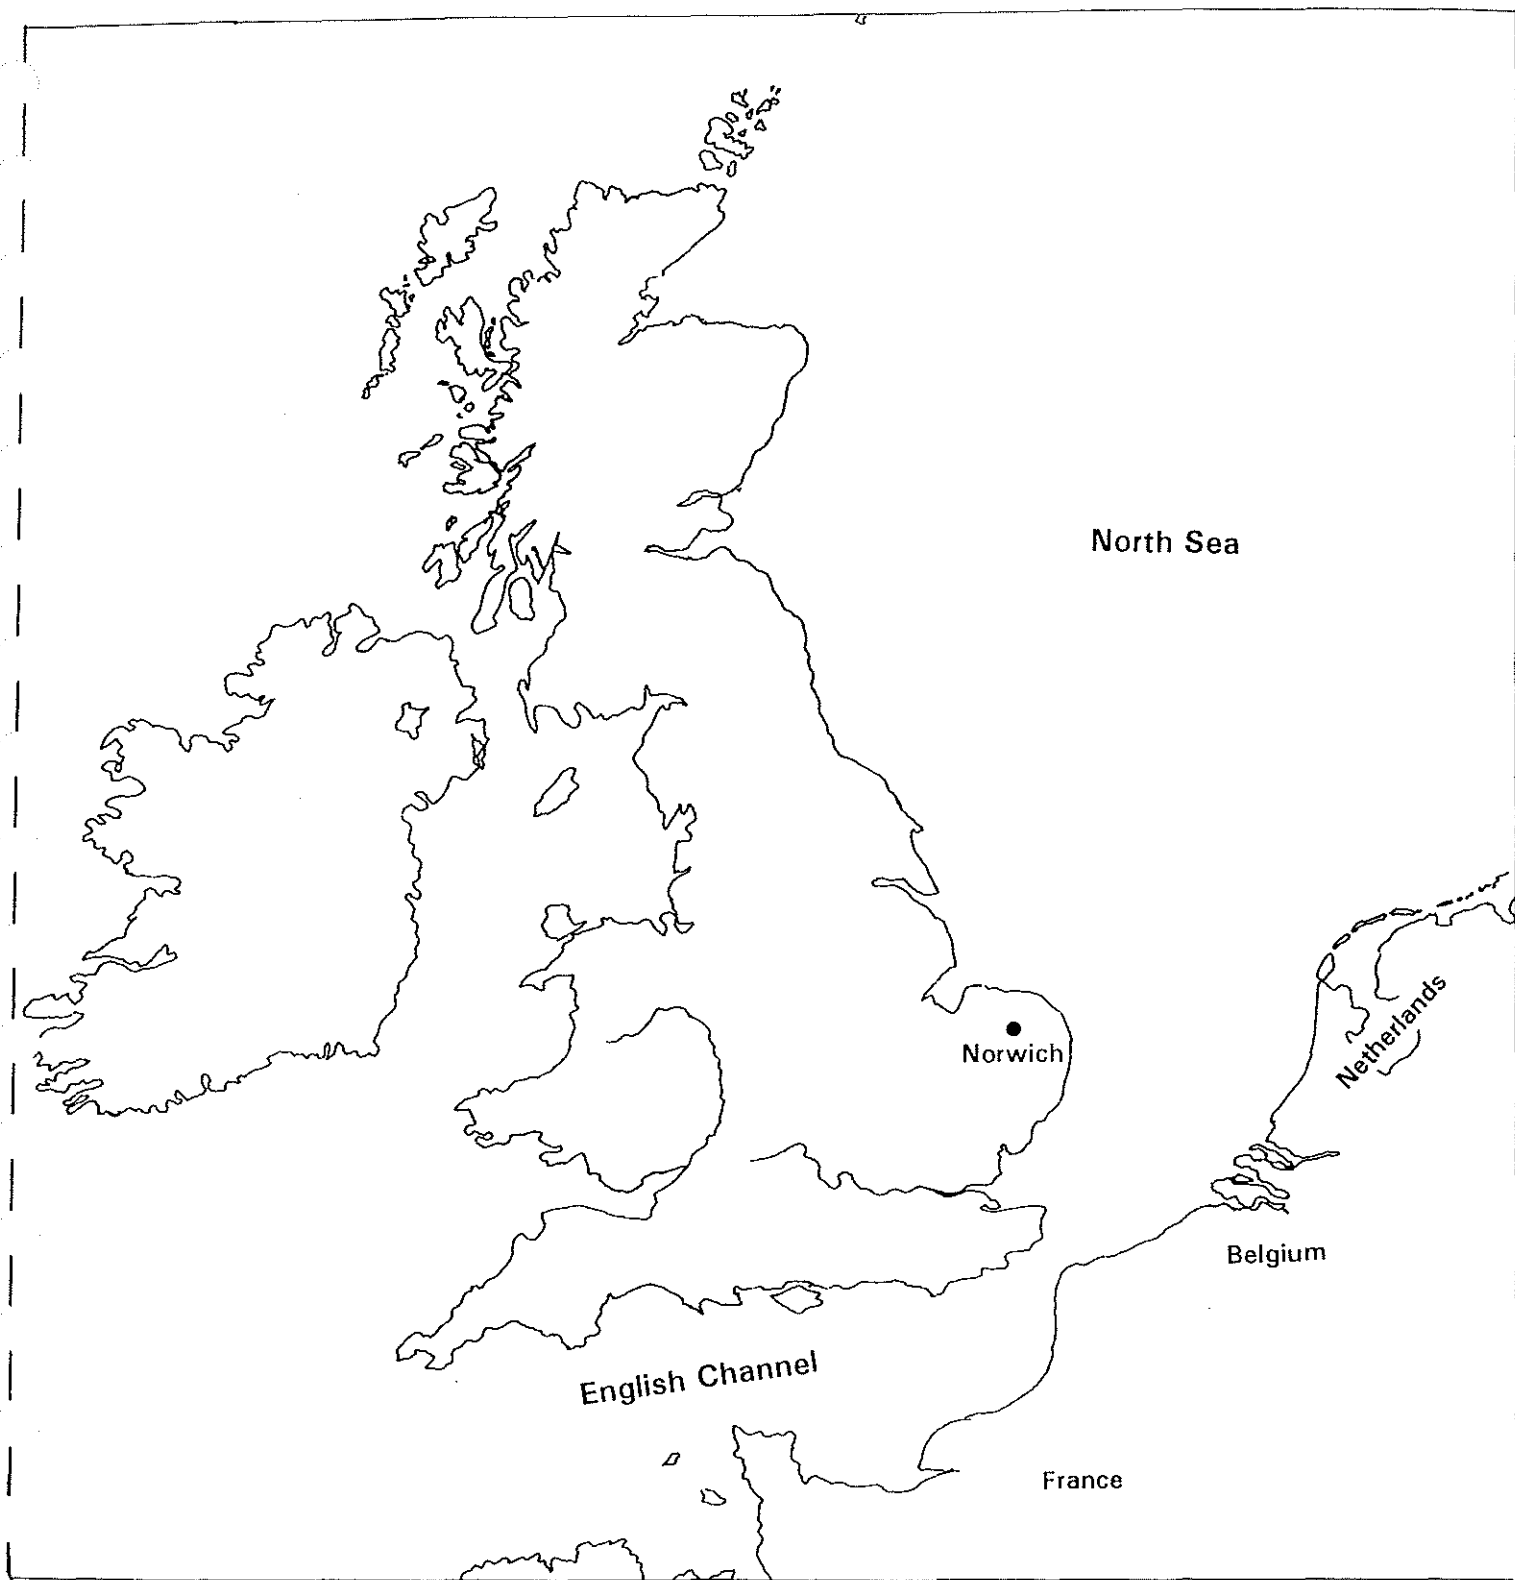 North Sea
Norwich
Netherlands
Belgium
English Channel
France